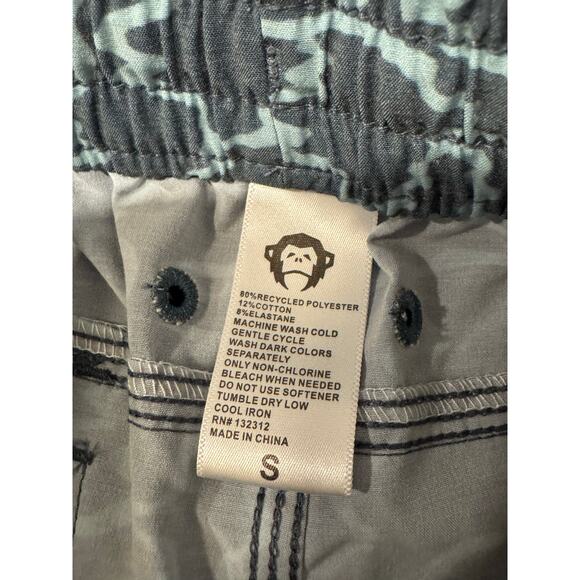 80%RECYCLED POLYESTER
12%COTTON
8%ELASTANE
MACHINE WASH COLD
GENTLE CYCLE
WASH DARK COLORS
SEPARATELY
ONLY NON-CHLORINE
BLEACH WHEN NEEDED
DO NOT USE SOFTENER
TUMBLE DRY LOW
COOL IRON
RN# 132312
MADE IN CHINA
S